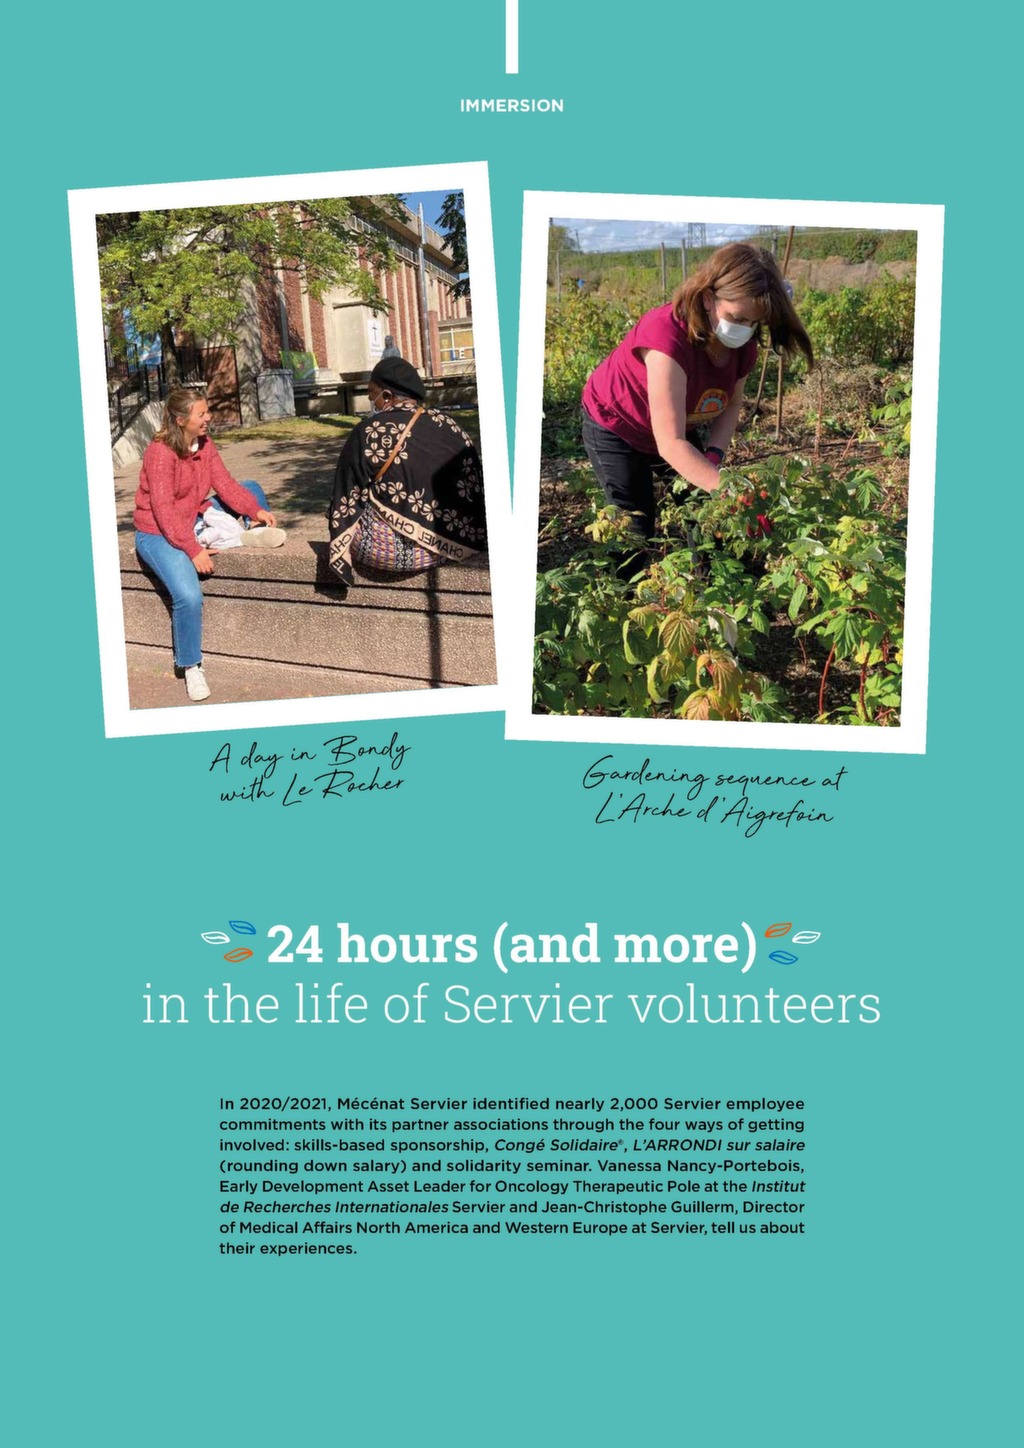 IMMERSION
A day in Bondy
with Le Rocher
Gardening sequence at
L'Arche d'Aigrefoin
CHANEL
24 hours (and more)
in the life of Servier volunteers
In 2020/2021, Mécénat Servier identified nearly 2,000 Servier employee
commitments with its partner associations through the four ways of getting
involved: skills-based sponsorship, Congé Solidaire®, L'ARRONDI sur salaire
(rounding down salary) and solidarity seminar. Vanessa Nancy-Portebois,
Early Development Asset Leader for Oncology Therapeutic Pole at the Institut
de Recherches Internationales Servier and Jean-Christophe Guillerm, Director
of Medical Affairs North America and Western Europe at Servier, tell us about
their experiences.